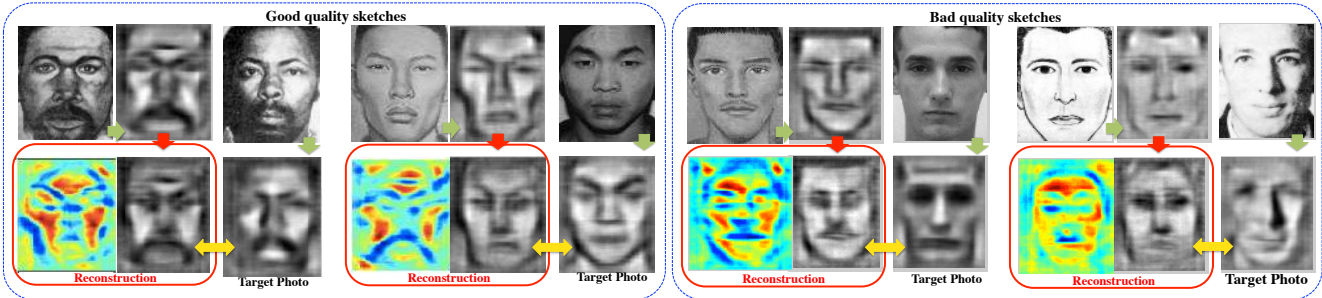 Good quality sketches
Bad quality sketches
Reconstruction
Target Photo
Reconstruction
Target Photo
Reconstruction
Target Photo
Reconstruction
Target Photo